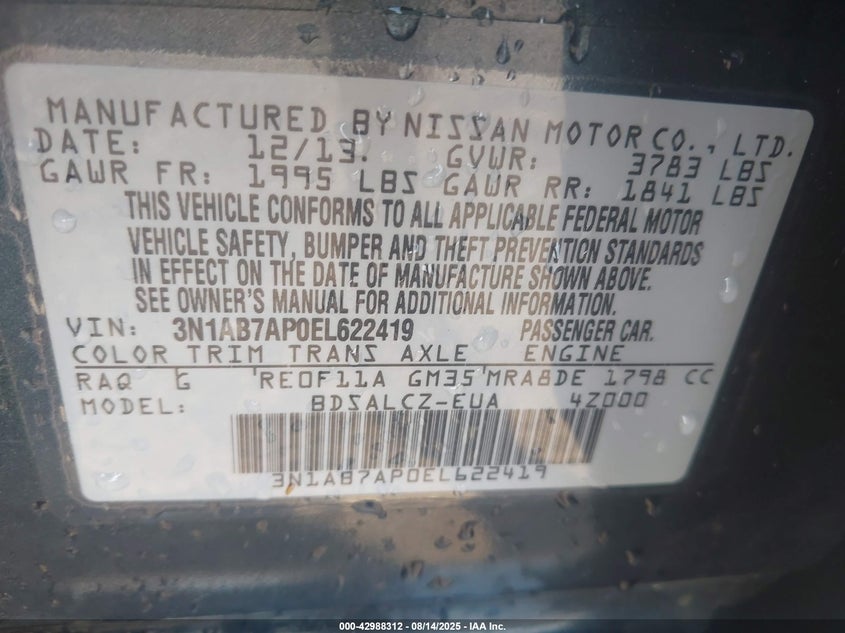 MANUFACTURED BY NISSAN MOTOR CO., LTD.
DATE: 12/13. GVWR: 3783 LBS
GAWR FR: 1995 LBS GAWR RR: 1841 LBS
THIS VEHICLE CONFORMS TO ALL APPLICABLE FEDERAL MOTOR
VEHICLE SAFETY, BUMPER AND THEFT PREVENTION STANDARDS
IN EFFECT ON THE DATE OF MANUFACTURE SHOWN ABOVE.
SEE OWNER'S MANUAL FOR ADDITIONAL INFORMATION.
VIN: 3N1AB7AP0EL622419 PASSENGER CAR.
COLOR TRIM TRANS AXLE ENGINE
RAQ G RE0F11A GM35 MRA8DE 1798 CC
MODEL: BDSALCZ-EUA 4Z000
3N1AB7AP0EL622419
000-42988312 - 08/14/2025 - IAA Inc.